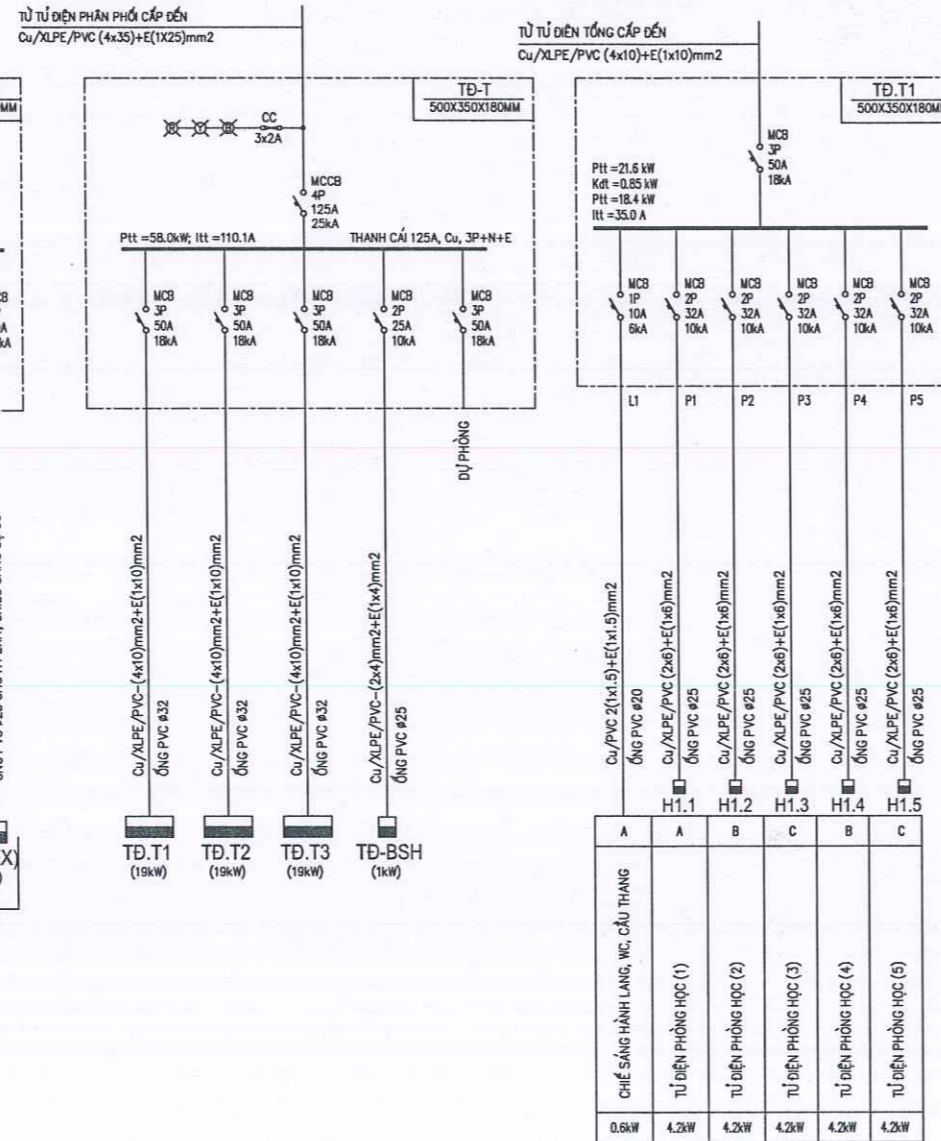 TỪ TỦ ĐIỆN PHÂN PHỐI CẤP ĐẾN
Cu/XLPE/PVC (4x35)+E(1X25)mm2
TĐ-T
500X350X180MM
R Y B
CC
3x2A
MCCB
4P
125A
25kA
Ptt =58.0kW; Itt =110.1A
THANH CÁI 125A, Cu, 3P+N+E
MCB
3P
50A
18kA
MCB
3P
50A
18kA
MCB
3P
50A
18kA
MCB
2P
25A
10kA
MCB
3P
50A
18kA
DỰ PHÒNG
Cu/XLPE/PVC-(4x10)mm2+E(1x10)mm2
ỐNG PVC ø32
Cu/XLPE/PVC-(4x10)mm2+E(1x10)mm2
ỐNG PVC ø32
Cu/XLPE/PVC-(4x10)mm2+E(1x10)mm2
ỐNG PVC ø32
Cu/XLPE/PVC-(2x4)mm2+E(1x4)mm2
ỐNG PVC ø25
TĐ.T1
(19kW)
TĐ.T2
(19kW)
TĐ.T3
(19kW)
TĐ-BSH
(1kW)
TỪ TỦ ĐIỆN TỔNG CẤP ĐẾN
Cu/XLPE/PVC (4x10)+E(1x10)mm2
TĐ.T1
500X350X180MM
MCB
3P
50A
18kA
Ptt =21.6 kW
Kdt =0.85 kW
Ptt =18.4 kW
Itt =35.0 A
MCB
1P
10A
6kA
MCB
2P
32A
10kA
MCB
2P
32A
10kA
MCB
2P
32A
10kA
MCB
2P
32A
10kA
MCB
2P
32A
10kA
L1 P1 P2 P3 P4 P5
Cu/PVC 2(1x1.5)+E(1x1.5)mm2
ỐNG PVC ø20
Cu/XLPE/PVC (2x6)+E(1x6)mm2
ỐNG PVC ø25
Cu/XLPE/PVC (2x6)+E(1x6)mm2
ỐNG PVC ø25
Cu/XLPE/PVC (2x6)+E(1x6)mm2
ỐNG PVC ø25
Cu/XLPE/PVC (2x6)+E(1x6)mm2
ỐNG PVC ø25
Cu/XLPE/PVC (2x6)+E(1x6)mm2
ỐNG PVC ø25
H1.1 H1.2 H1.3 H1.4 H1.5
A A B C B C
CHIẾ SÁNG HÀNH LANG, WC, CẦU THANG
TỦ ĐIỆN PHÒNG HỌC (1)
TỦ ĐIỆN PHÒNG HỌC (2)
TỦ ĐIỆN PHÒNG HỌC (3)
TỦ ĐIỆN PHÒNG HỌC (4)
TỦ ĐIỆN PHÒNG HỌC (5)
0.6kW 4.2kW 4.2kW 4.2kW 4.2kW 4.2kW